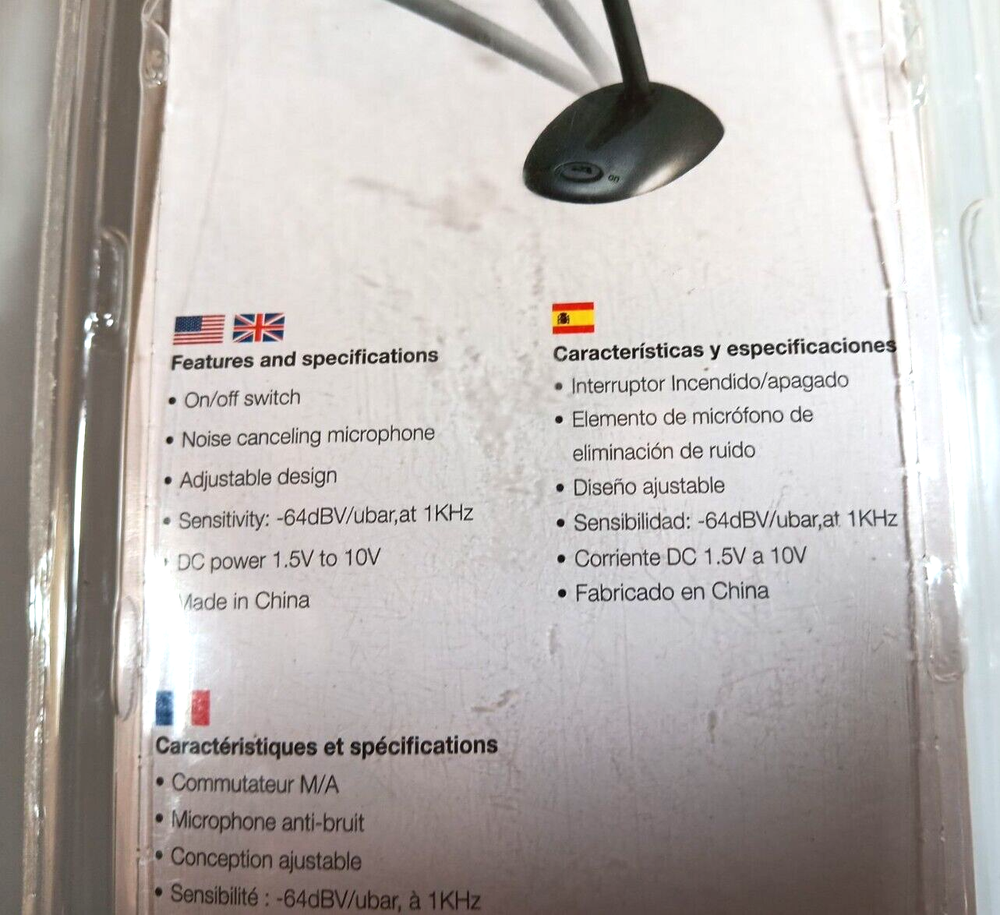 on
Features and specifications
• On/off switch
• Noise canceling microphone
• Adjustable design
• Sensitivity: -64dBV/ubar,at 1KHz
• DC power 1.5V to 10V
Made in China
Características y especificaciones
• Interruptor Incendido/apagado
• Elemento de micrófono de
eliminación de ruido
• Diseño ajustable
• Sensibilidad: -64dBV/ubar,at 1KHz
• Corriente DC 1.5V a 10V
• Fabricado en China
Caractéristiques et spécifications
• Commutateur M/A
• Microphone anti-bruit
• Conception ajustable
• Sensibilité : -64dBV/ubar, à 1KHz